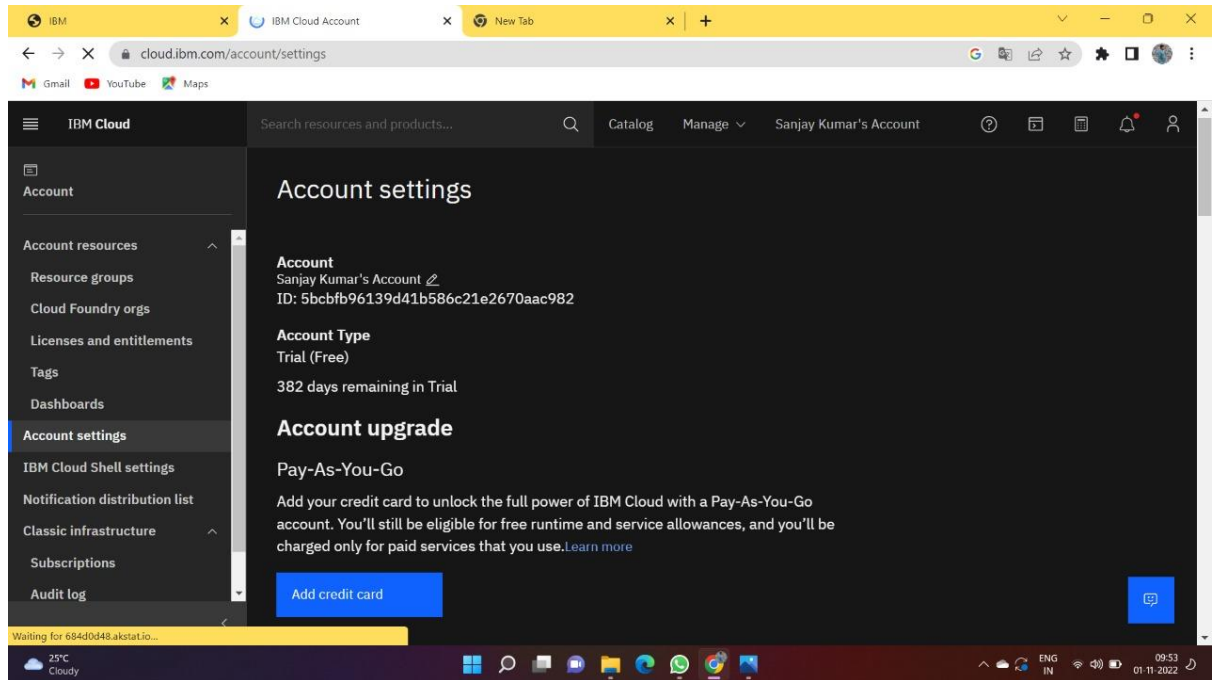 IBM
IBM Cloud Account
New Tab
cloud.ibm.com/account/settings
Gmail YouTube Maps
IBM Cloud
Search resources and products...
Catalog
Manage
Sanjay Kumar's Account
Account
Account resources
Resource groups
Cloud Foundry orgs
Licenses and entitlements
Tags
Dashboards
Account settings
IBM Cloud Shell settings
Notification distribution list
Classic infrastructure
Subscriptions
Audit log
Account settings
Account
Sanjay Kumar's Account
ID: 5bcbfb96139d41b586c21e2670aac982
Account Type
Trial (Free)
382 days remaining in Trial
Account upgrade
Pay-As-You-Go
Add your credit card to unlock the full power of IBM Cloud with a Pay-As-You-Go
account. You'll still be eligible for free runtime and service allowances, and you'll be
charged only for paid services that you use.Learn more
Add credit card
Waiting for 684d0d48.akstat.io...
25°C
Cloudy
ENG
IN
09:53
01-11-2022